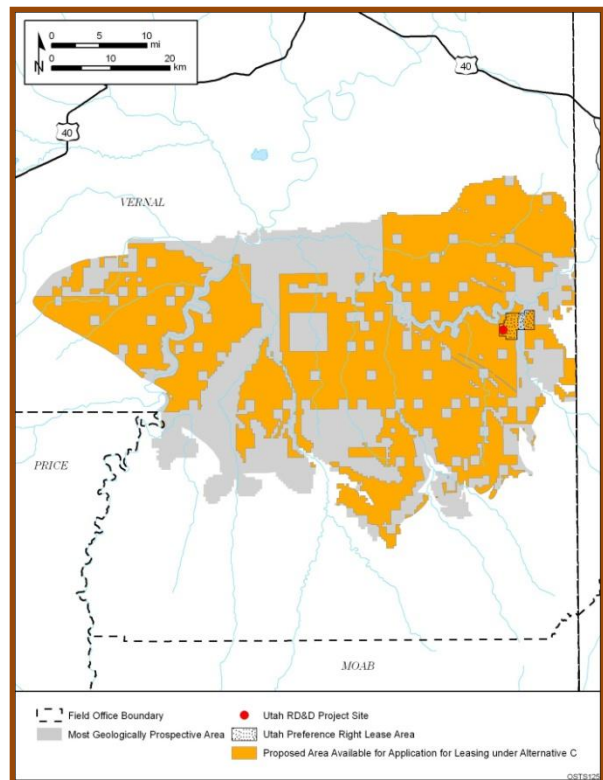 0 5 10
mi
0 10 20
km
N
40
40
VERNAL
PRICE
MOAB
Field Office Boundary
Utah RD&D Project Site
Most Geologically Prospective Area
Utah Preference Right Lease Area
Proposed Area Available for Application for Leasing under Alternative C